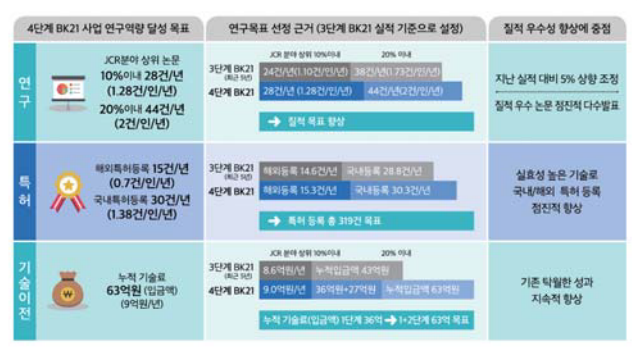 4단계 BK21 사업 연구역량 달성 목표
연구목표 선정 근거 (3단계 BK21 실적 기준으로 설정)
질적 우수성 향상에 중점
연구
JCR분야 상위 논문
10%이내 28건/년
(1.28건/인/년)
20%이내 44건/년
(2건/인/년)
JCR 분야 상위 10%이내
20% 이내
3단계 BK21
(최근 5년)
24건/년(1.10건/인/년)
38건/년(1.73건/인/년)
4단계 BK21
28건/년 (1.28건/인/년)
44건/년(2건/인/년)
→ 질적 목표 향상
지난 실적 대비 5% 상향 조정
질적 우수 논문 점진적 다수발표
특허
해외특허등록 15건/년
(0.7건/인/년)
국내특허등록 30건/년
(1.38건/인/년)
3단계 BK21
(최근 5년)
해외등록 14.6건/년
국내등록 28.8건/년
4단계 BK21
해외등록 15.3건/년
국내등록 30.3건/년
→ 특허 등록 총 319건 목표
실효성 높은 기술로
국내/해외 특허 등록
점진적 향상
기술이전
누적 기술료
63억원 (입금액)
(9억원/년)
JCR 분야 상위 10%이내
20% 이내
3단계 BK21
(최근 5년)
8.6억원/년
누적입금액 43억원
4단계 BK21
9.0억원/년
36억원+27억원
누적입금액 63억원
누적 기술료(입금액) 1단계 36억 → 1+2단계 63억 목표
기존 탁월한 성과
지속적 향상